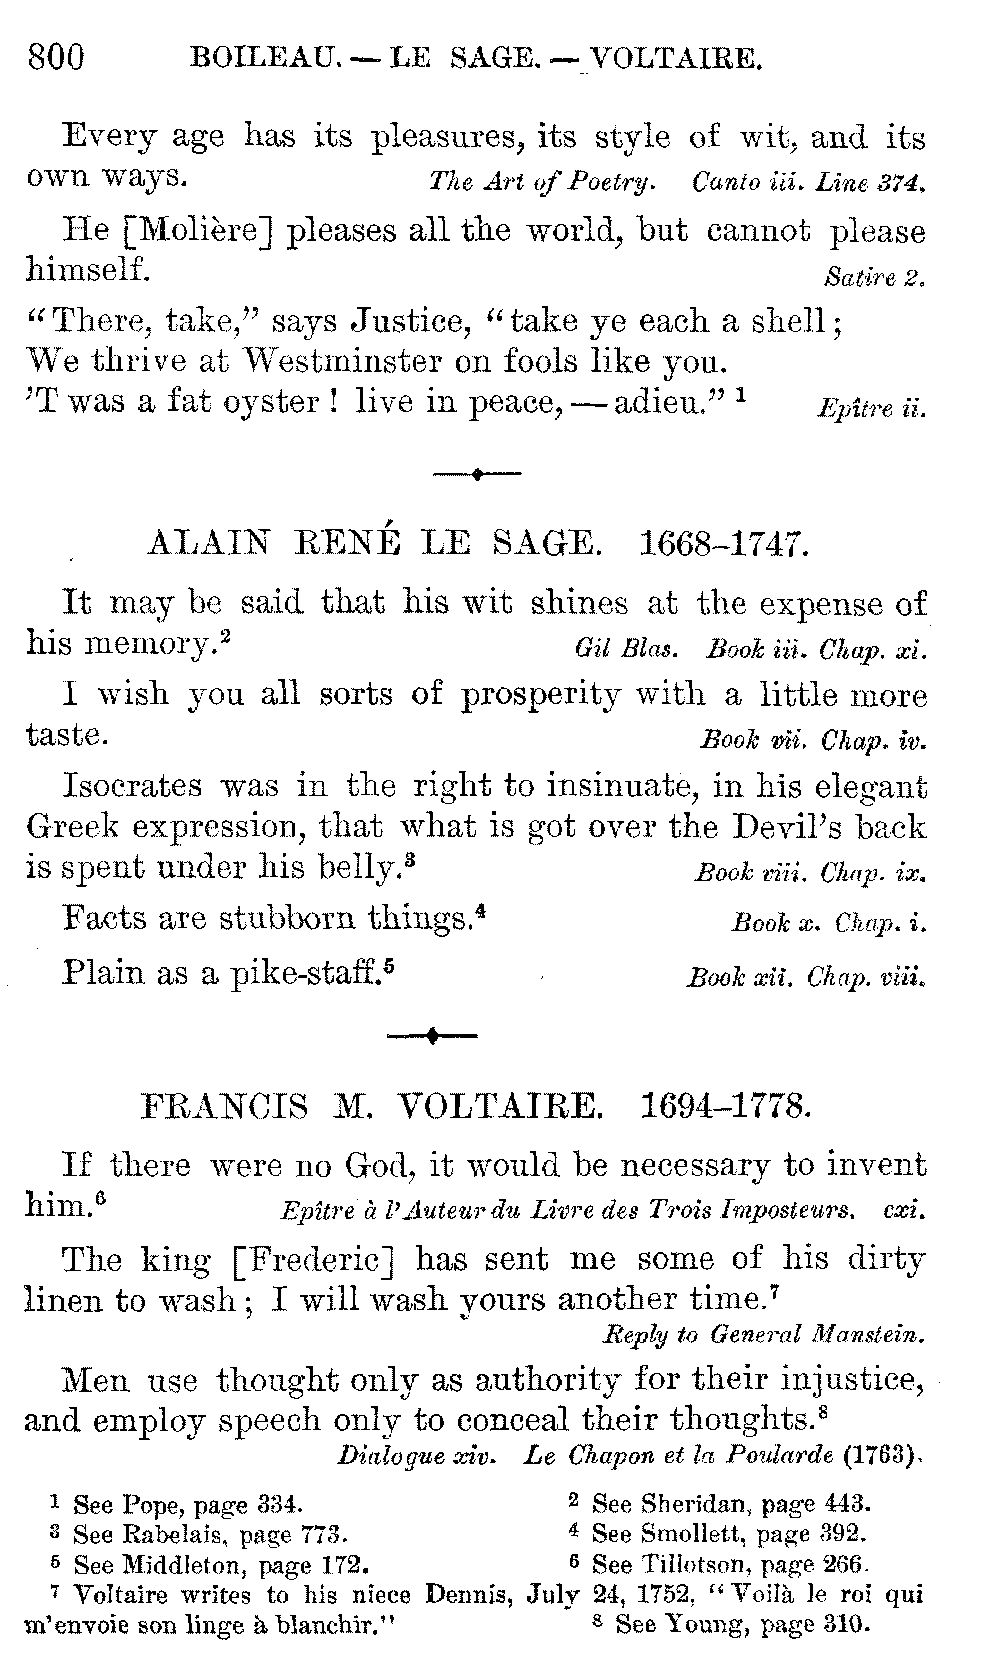 800 BOILEAU. — LE SAGE. — VOLTAIRE.
Every age has its pleasures, its style of wit, and its
own ways. The Art of Poetry. Canto iii. Line 374.
He [Molière] pleases all the world, but cannot please
himself. Satire 2.
“There, take,” says Justice, “take ye each a shell;
We thrive at Westminster on fools like you.
’T was a fat oyster! live in peace, — adieu.” ¹ Epître ii.
ALAIN RENÉ LE SAGE. 1668–1747.
It may be said that his wit shines at the expense of
his memory.² Gil Blas. Book iii. Chap. xi.
I wish you all sorts of prosperity with a little more
taste. Book vii. Chap. iv.
Isocrates was in the right to insinuate, in his elegant
Greek expression, that what is got over the Devil’s back
is spent under his belly.³ Book viii. Chap. ix.
Facts are stubborn things.⁴ Book x. Chap. i.
Plain as a pike-staff.⁵ Book xii. Chap. viii.
FRANCIS M. VOLTAIRE. 1694–1778.
If there were no God, it would be necessary to invent
him.⁶ Epître à l’Auteur du Livre des Trois Imposteurs. cxi.
The king [Frederic] has sent me some of his dirty
linen to wash; I will wash yours another time.⁷
Reply to General Manstein.
Men use thought only as authority for their injustice,
and employ speech only to conceal their thoughts.⁸
Dialogue xiv. Le Chapon et la Poularde (1763).
¹ See Pope, page 334. ² See Sheridan, page 443.
³ See Rabelais, page 773. ⁴ See Smollett, page 392.
⁵ See Middleton, page 172. ⁶ See Tillotson, page 266.
⁷ Voltaire writes to his niece Dennis, July 24, 1752, “Voilà le roi qui
m’envoie son linge à blanchir.” ⁸ See Young, page 310.